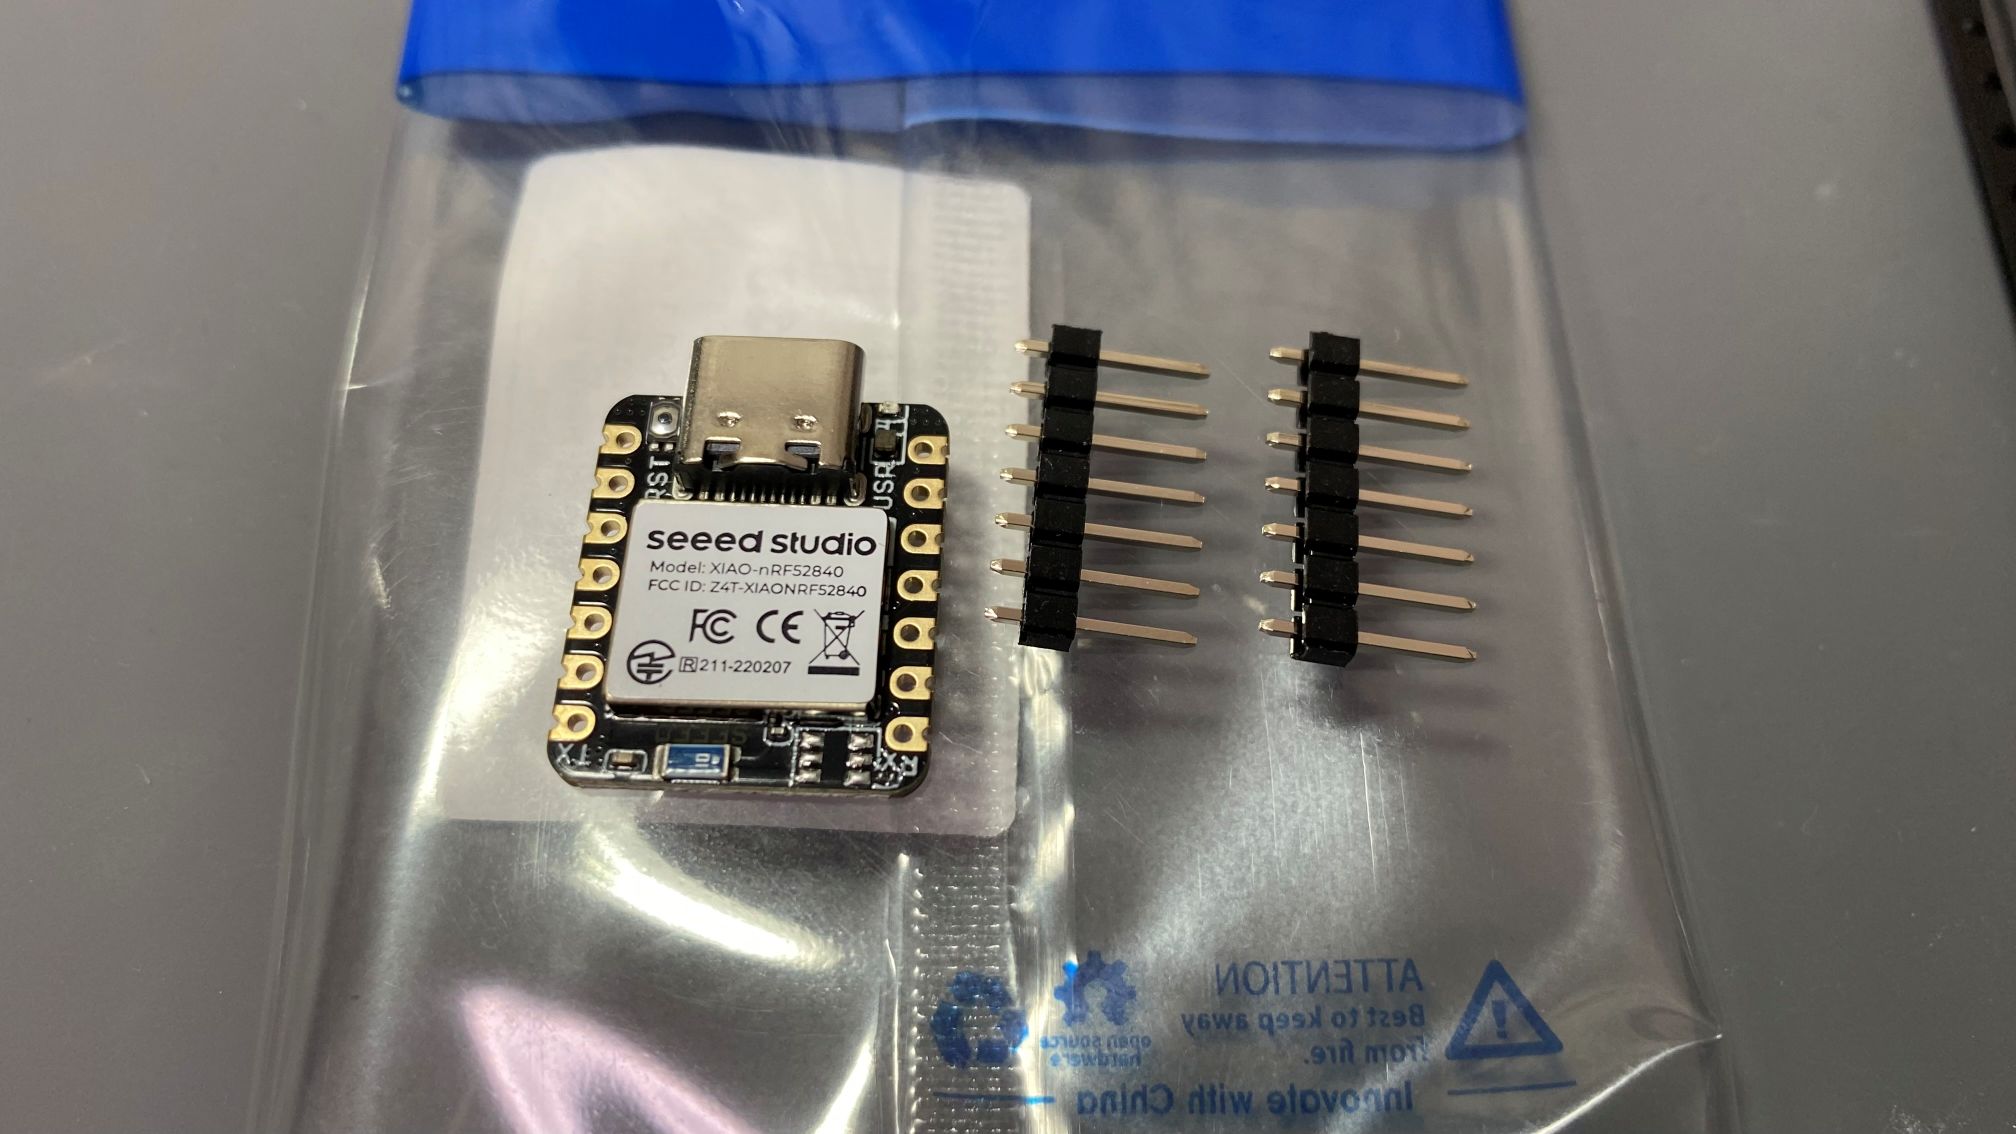 RST
USR
seeed studio
Model: XIAO-nRF52840
FCC ID: Z4T-XIAONRF52840
FC CE
R 211-220207
TX
RX
ATTENTION
Best to keep away
from fire.
open source
hardware
Innovate with China